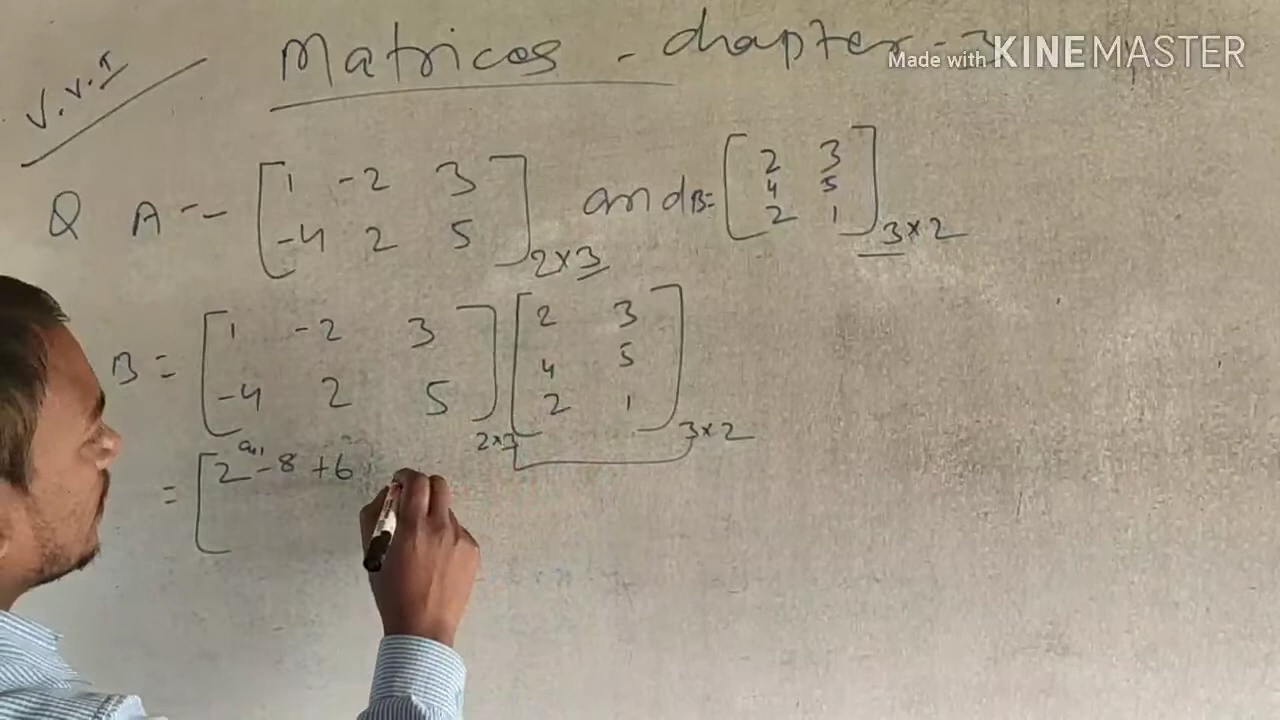 Matrices - chapter - 3
Made with KINEMASTER
V.V.I
Q A = [1 -2 3 and B= [2 3
-4 2 5]2×3 4 5
2 1]3×2
B = [1 -2 3 [2 3
-4 2 5]2×3 4 5
2 1]3×2
= [2 - 8 + 6
a11